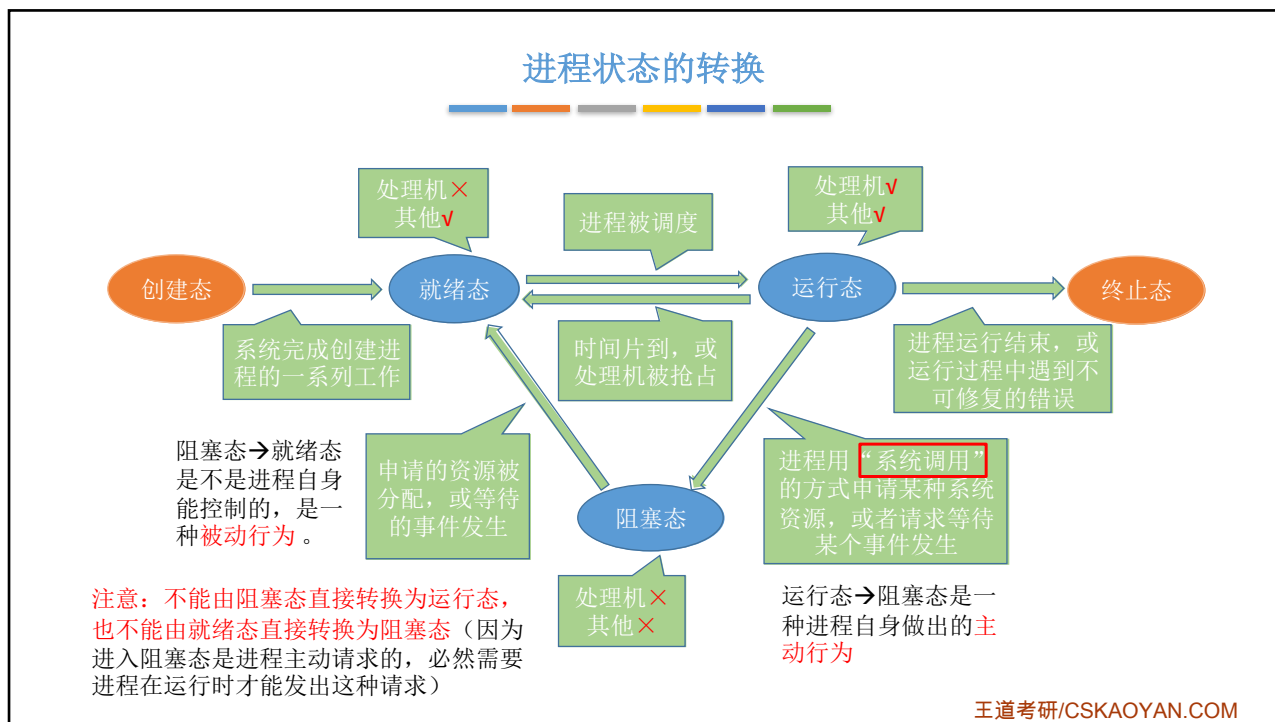 进程状态的转换
处理机×
其他√
进程被调度
处理机√
其他√
创建态
就绪态
运行态
终止态
系统完成创建进
程的一系列工作
时间片到，或
处理机被抢占
进程运行结束，或
运行过程中遇到不
可修复的错误
阻塞态→就绪态
是不是进程自身
能控制的，是一
种被动行为。
申请的资源被
分配，或等待
的事件发生
阻塞态
进程用“系统调用”
的方式申请某种系统
资源，或者请求等待
某个事件发生
处理机×
其他×
注意：不能由阻塞态直接转换为运行态，
也不能由就绪态直接转换为阻塞态（因为
进入阻塞态是进程主动请求的，必然需要
进程在运行时才能发出这种请求）
运行态→阻塞态是一
种进程自身做出的主
动行为
王道考研/CSKAOYAN.COM